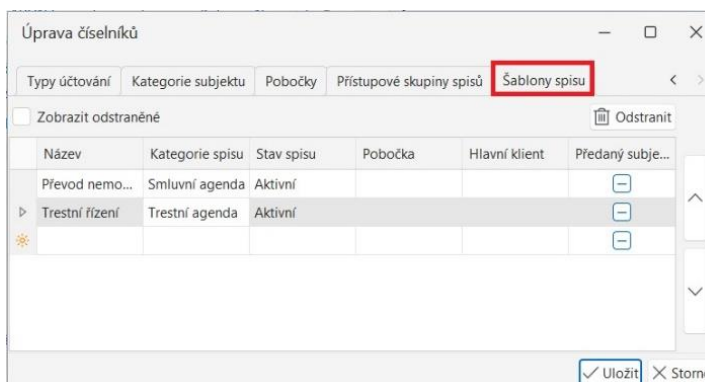 Úprava číselníků
Typy účtování Kategorie subjektu Pobočky Přístupové skupiny spisů Šablony spisu
Zobrazit odstraněné Odstranit
Název Kategorie spisu Stav spisu Pobočka Hlavní klient Předaný subje...
Převod nemo... Smluvní agenda Aktivní
Trestní řízení Trestní agenda Aktivní
Uložit Storno